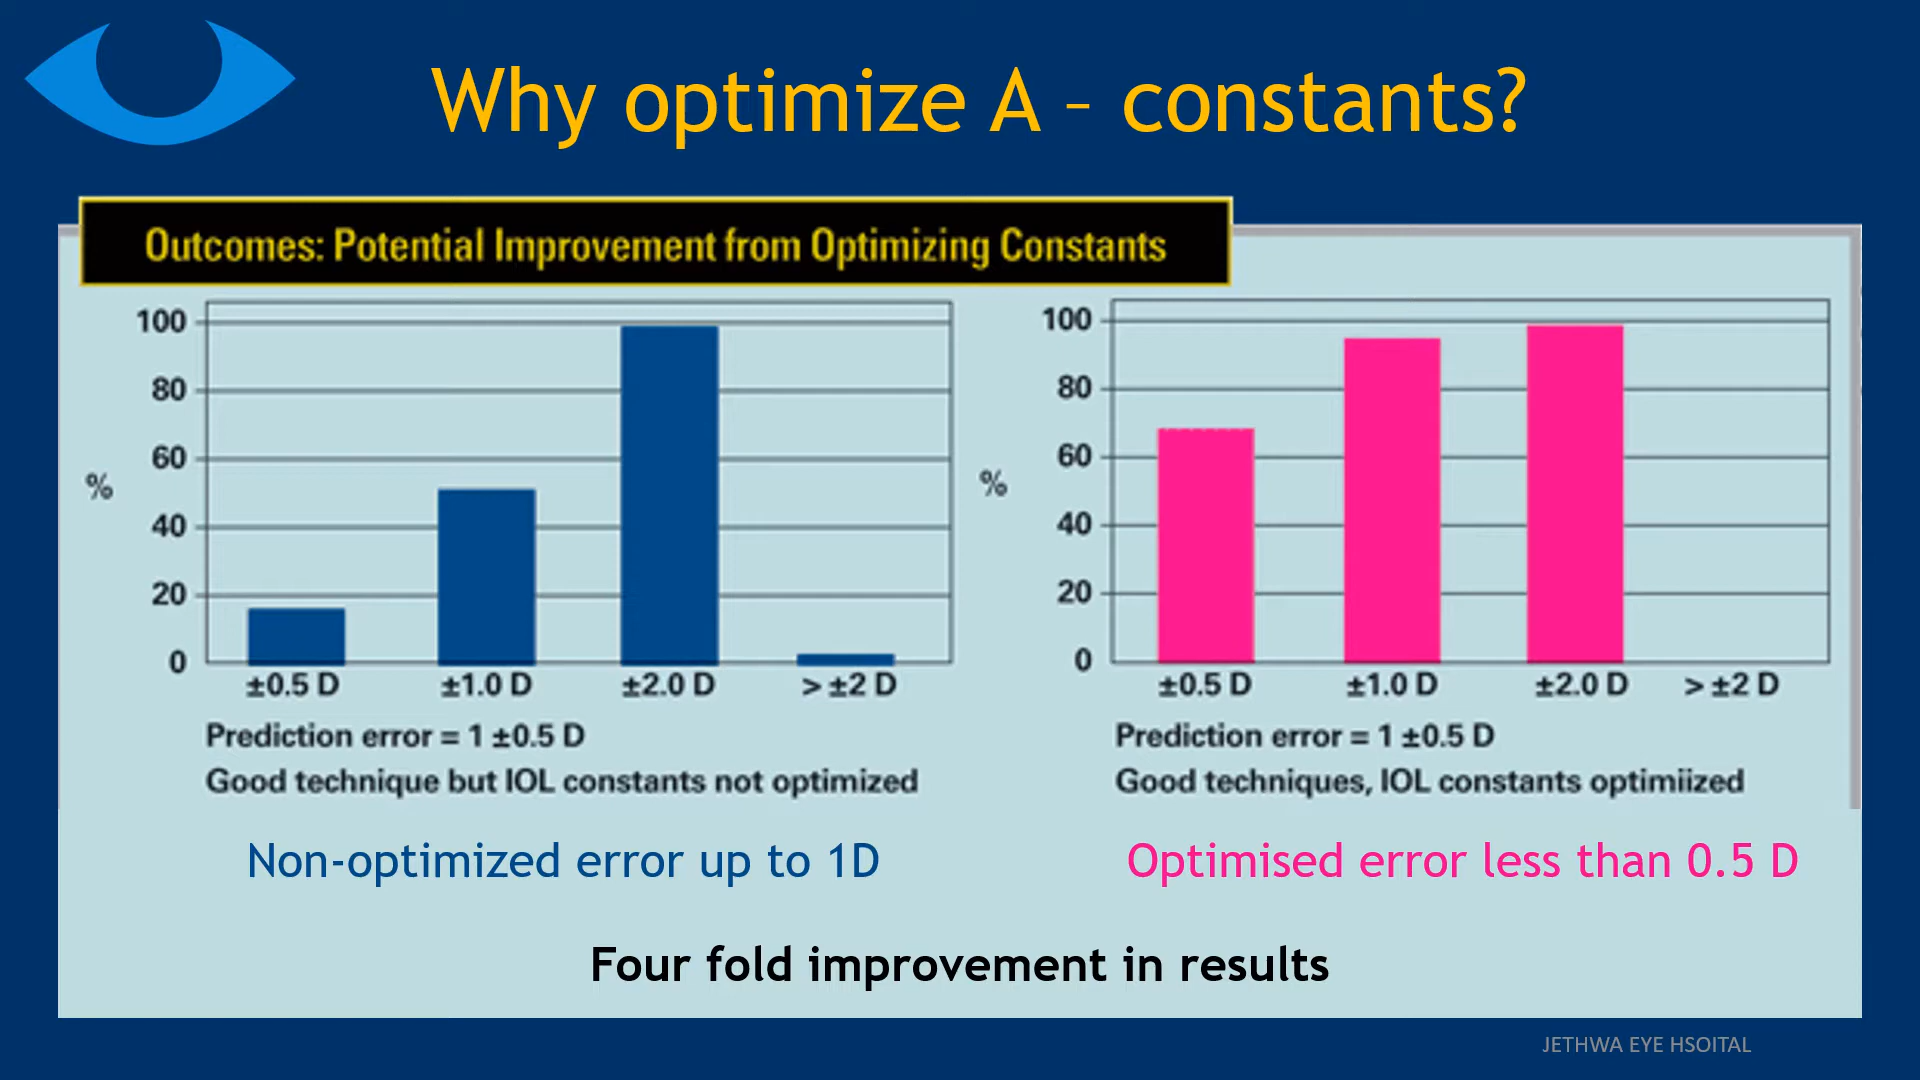 Why optimize A – constants?
Outcomes: Potential Improvement from Optimizing Constants
100
80
60
40
20
0
%
±0.5 D ±1.0 D ±2.0 D > ±2 D
Prediction error = 1 ±0.5 D
Good technique but IOL constants not optimized
Non-optimized error up to 1D
100
80
60
40
20
0
%
±0.5 D ±1.0 D ±2.0 D > ±2 D
Prediction error = 1 ±0.5 D
Good techniques, IOL constants optimiized
Optimised error less than 0.5 D
Four fold improvement in results
JETHWA EYE HSOITAL